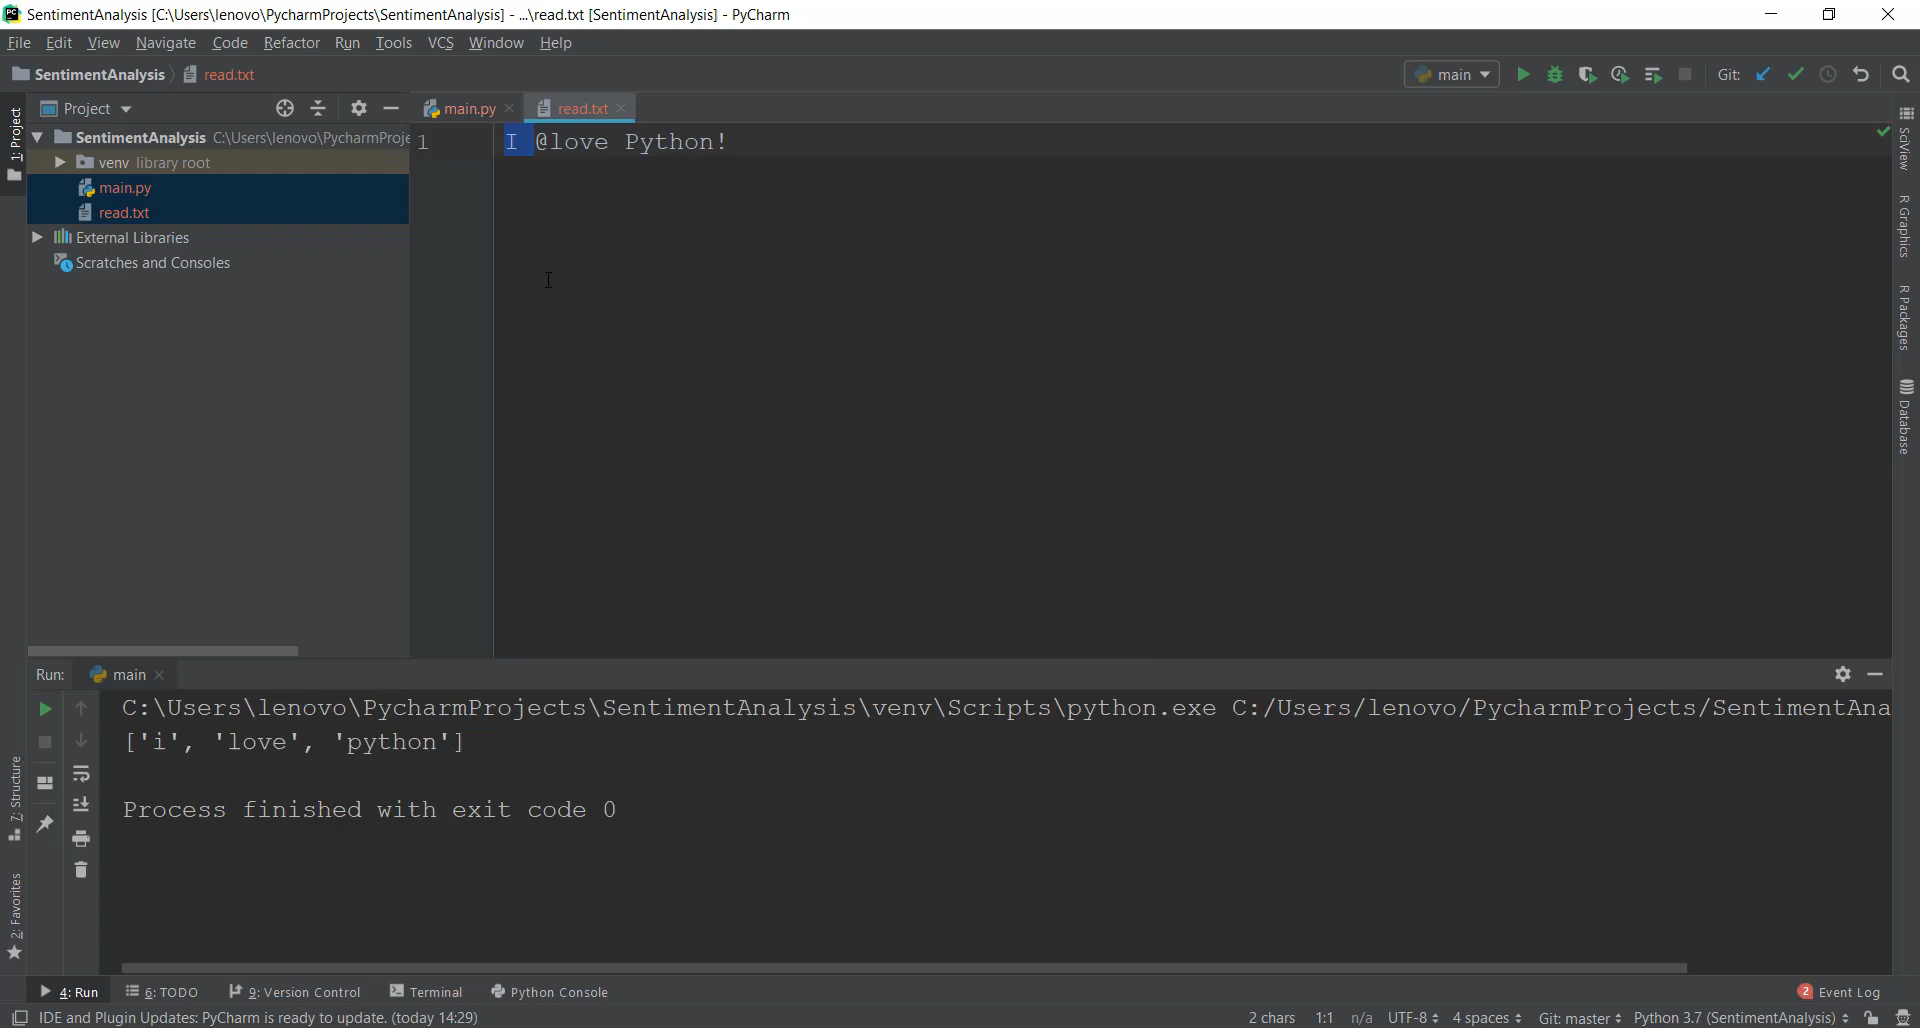 SentimentAnalysis [C:\Users\lenovo\PycharmProjects\SentimentAnalysis] - ...\read.txt [SentimentAnalysis] - PyCharm
File Edit View Navigate Code Refactor Run Tools VCS Window Help
SentimentAnalysis read.txt main Git:
Project main.py read.txt
1: Project
SentimentAnalysis C:\Users\lenovo\PycharmProje
venv library root
main.py
read.txt
External Libraries
Scratches and Consoles
1 I @love Python!
SciView
R Graphics
R Packages
Database
Run: main
C:\Users\lenovo\PycharmProjects\SentimentAnalysis\venv\Scripts\python.exe C:/Users/lenovo/PycharmProjects/SentimentAna
['i', 'love', 'python']
Process finished with exit code 0
7: Structure
2: Favorites
4: Run 6: TODO 9: Version Control Terminal Python Console 2 Event Log
IDE and Plugin Updates: PyCharm is ready to update. (today 14:29) 2 chars 1:1 n/a UTF-8 4 spaces Git: master Python 3.7 (SentimentAnalysis)